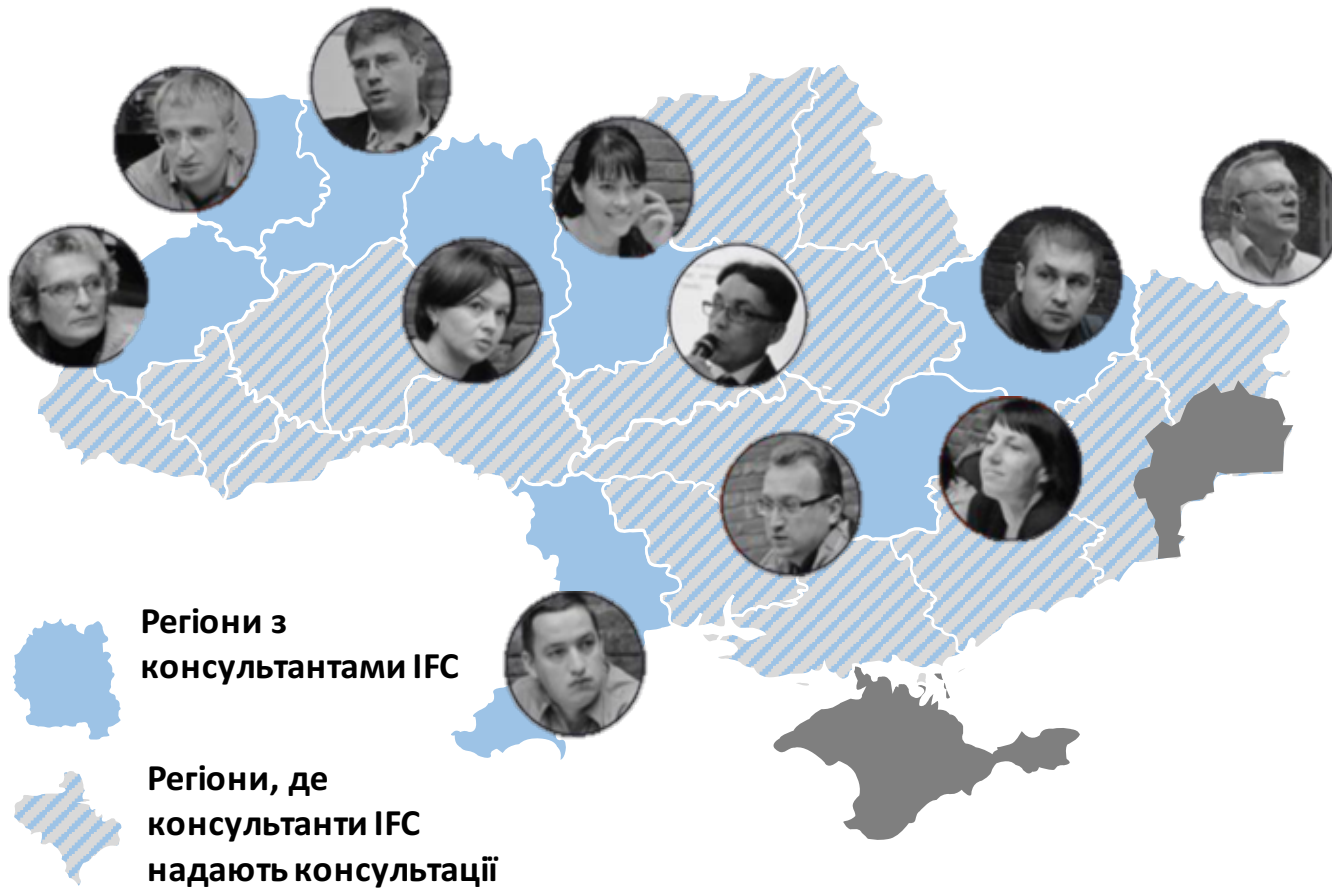 Регіони з
консультантами IFC
Регіони, де
консультанти IFC
надають консультації